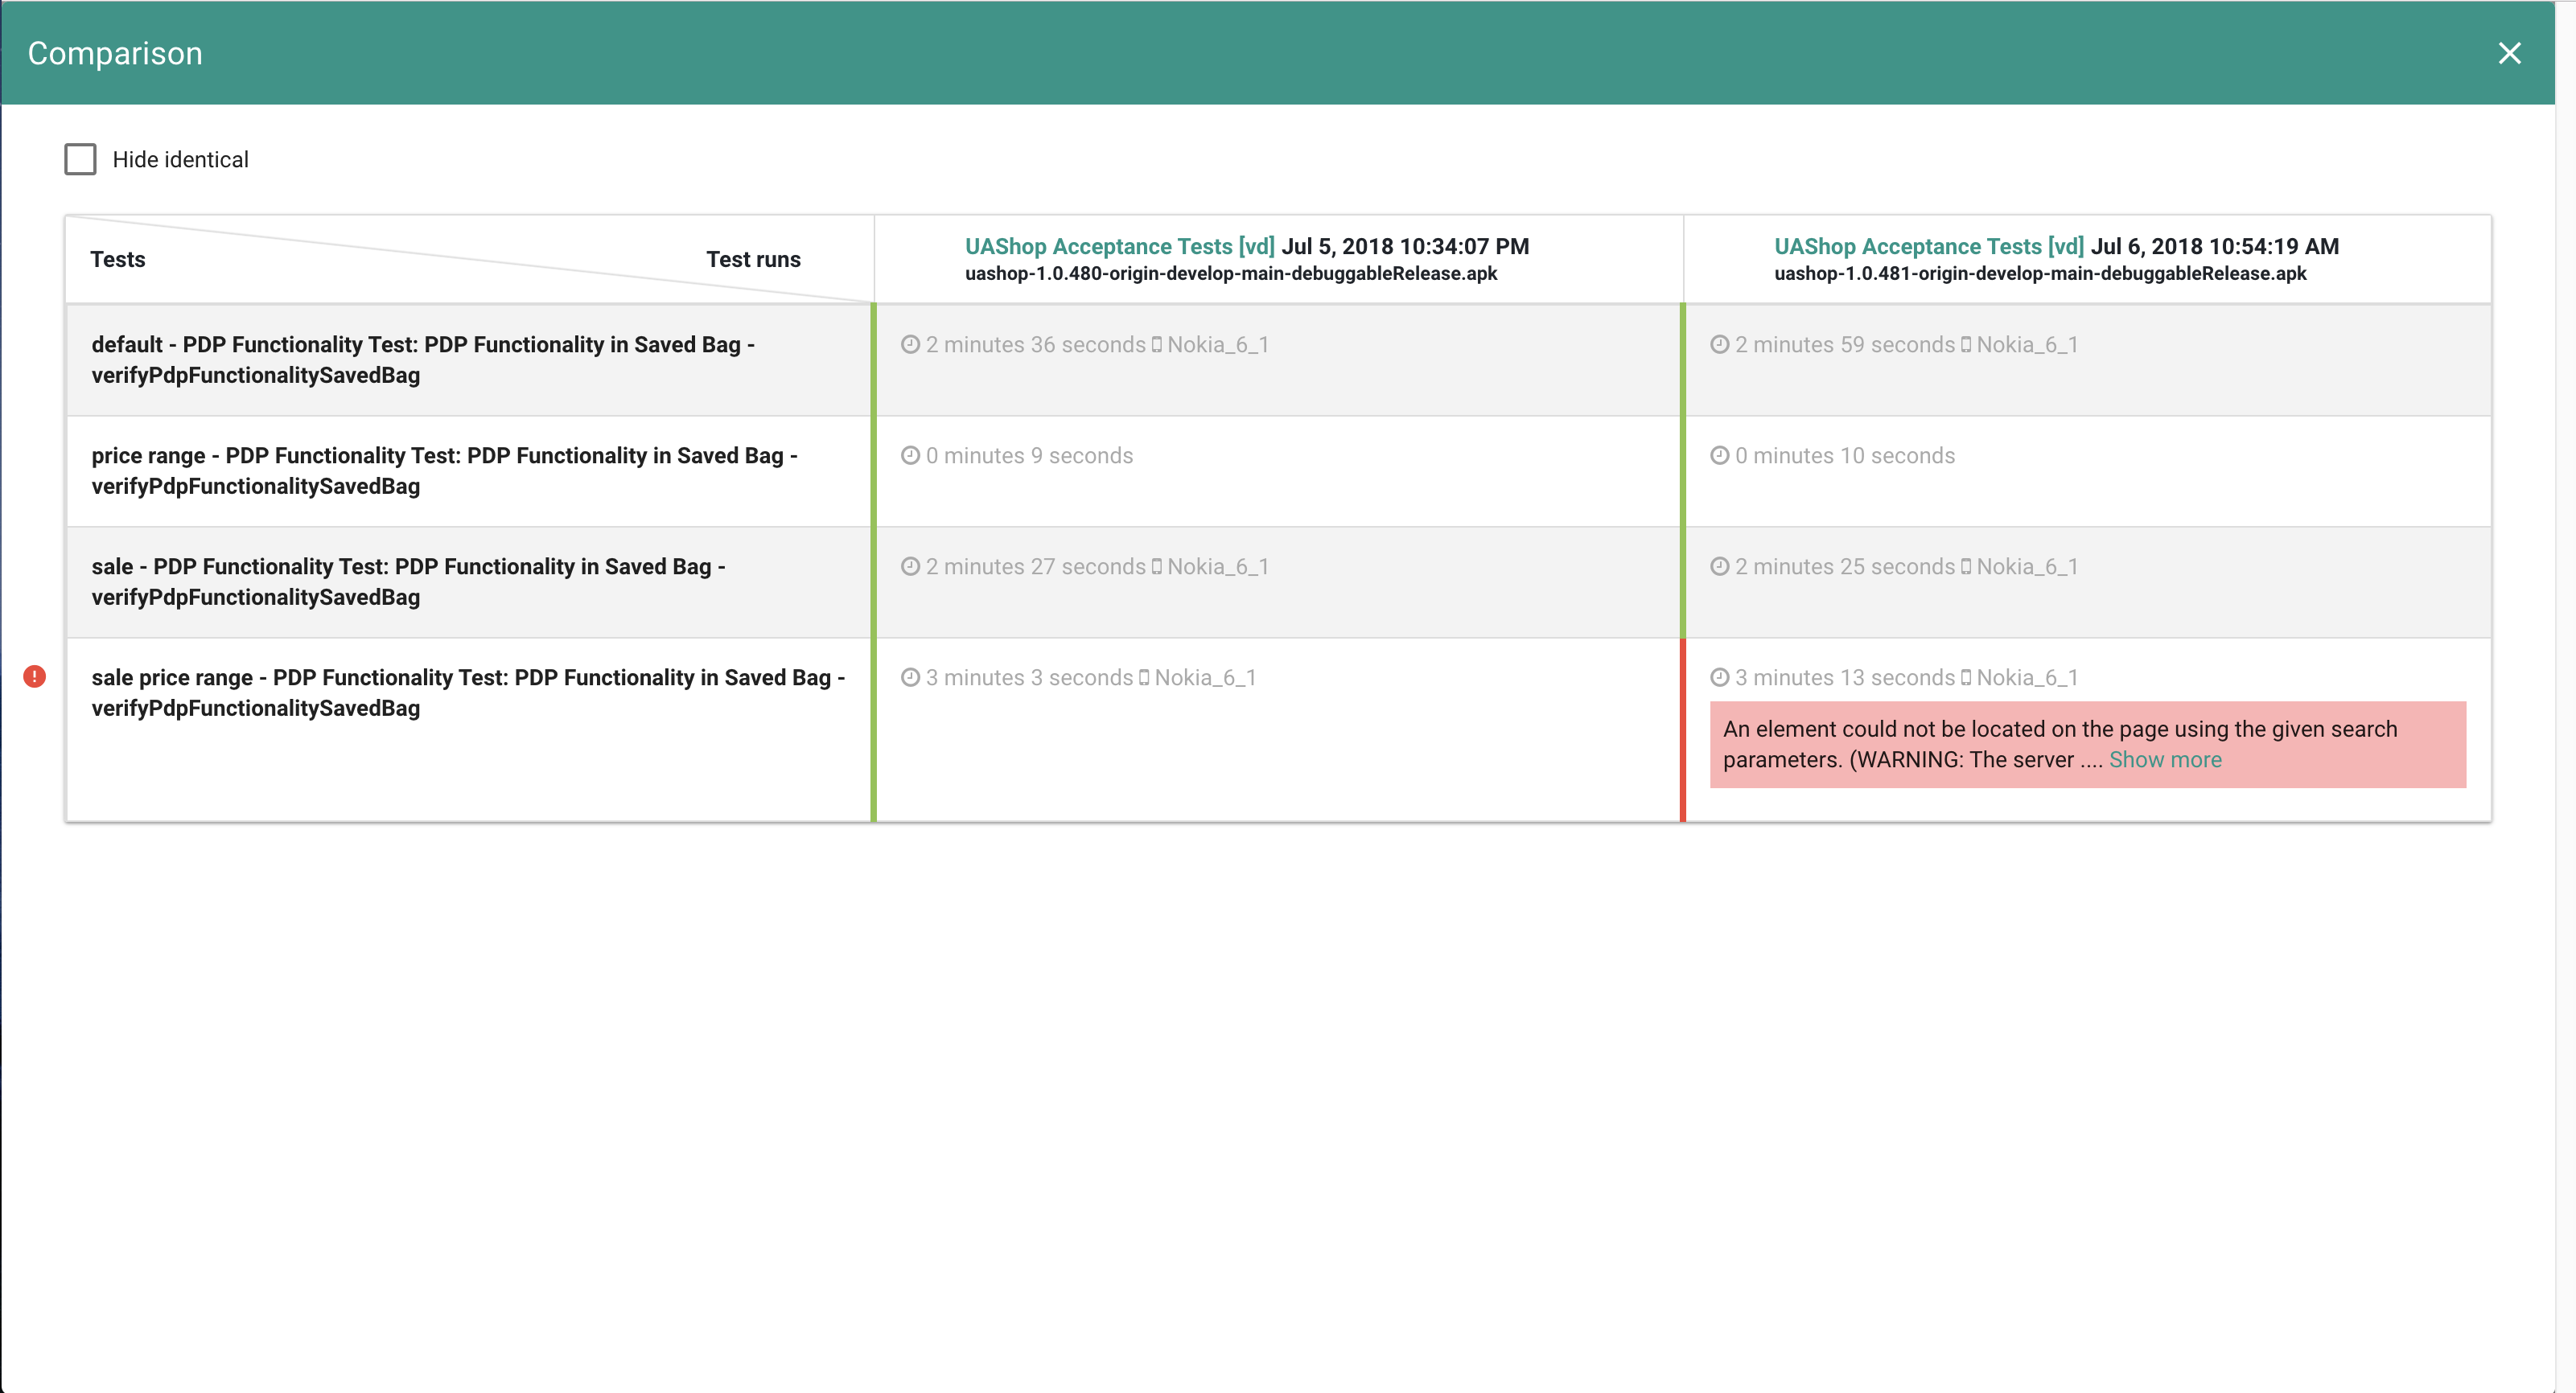 Comparison
Hide identical
Tests
Test runs
UAShop Acceptance Tests [vd] Jul 5, 2018 10:34:07 PM
uashop-1.0.480-origin-develop-main-debuggableRelease.apk
UAShop Acceptance Tests [vd] Jul 6, 2018 10:54:19 AM
uashop-1.0.481-origin-develop-main-debuggableRelease.apk
default - PDP Functionality Test: PDP Functionality in Saved Bag -
verifyPdpFunctionalitySavedBag
2 minutes 36 seconds Nokia_6_1
2 minutes 59 seconds Nokia_6_1
price range - PDP Functionality Test: PDP Functionality in Saved Bag -
verifyPdpFunctionalitySavedBag
0 minutes 9 seconds
0 minutes 10 seconds
sale - PDP Functionality Test: PDP Functionality in Saved Bag -
verifyPdpFunctionalitySavedBag
2 minutes 27 seconds Nokia_6_1
2 minutes 25 seconds Nokia_6_1
sale price range - PDP Functionality Test: PDP Functionality in Saved Bag -
verifyPdpFunctionalitySavedBag
3 minutes 3 seconds Nokia_6_1
3 minutes 13 seconds Nokia_6_1
An element could not be located on the page using the given search
parameters. (WARNING: The server .... Show more